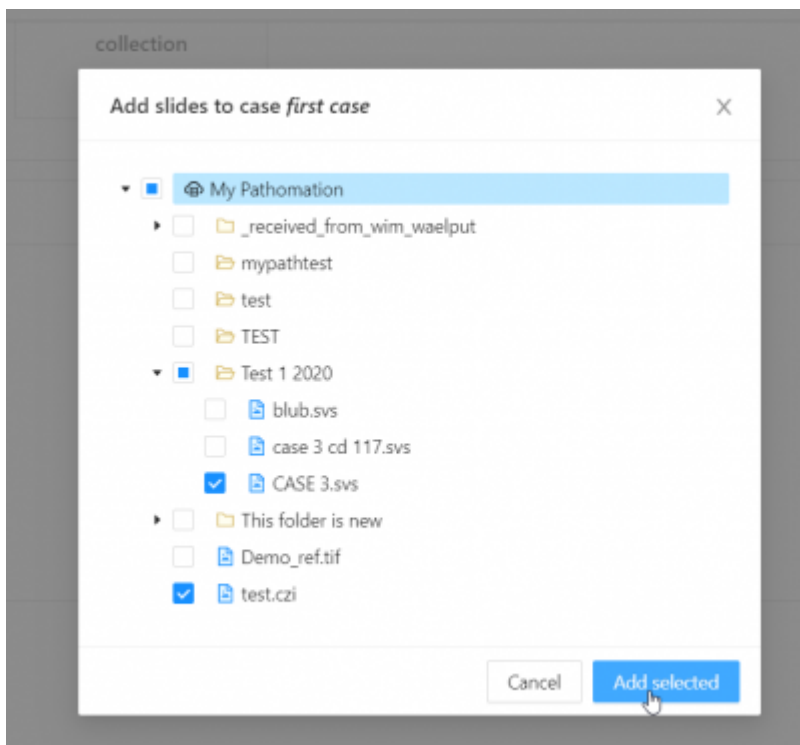 collection
Add slides to case first case
My Pathomation
_received_from_wim_waelput
mypathtest
test
TEST
Test 1 2020
blub.svs
case 3 cd 117.svs
CASE 3.svs
This folder is new
Demo_ref.tif
test.czi
Cancel
Add selected